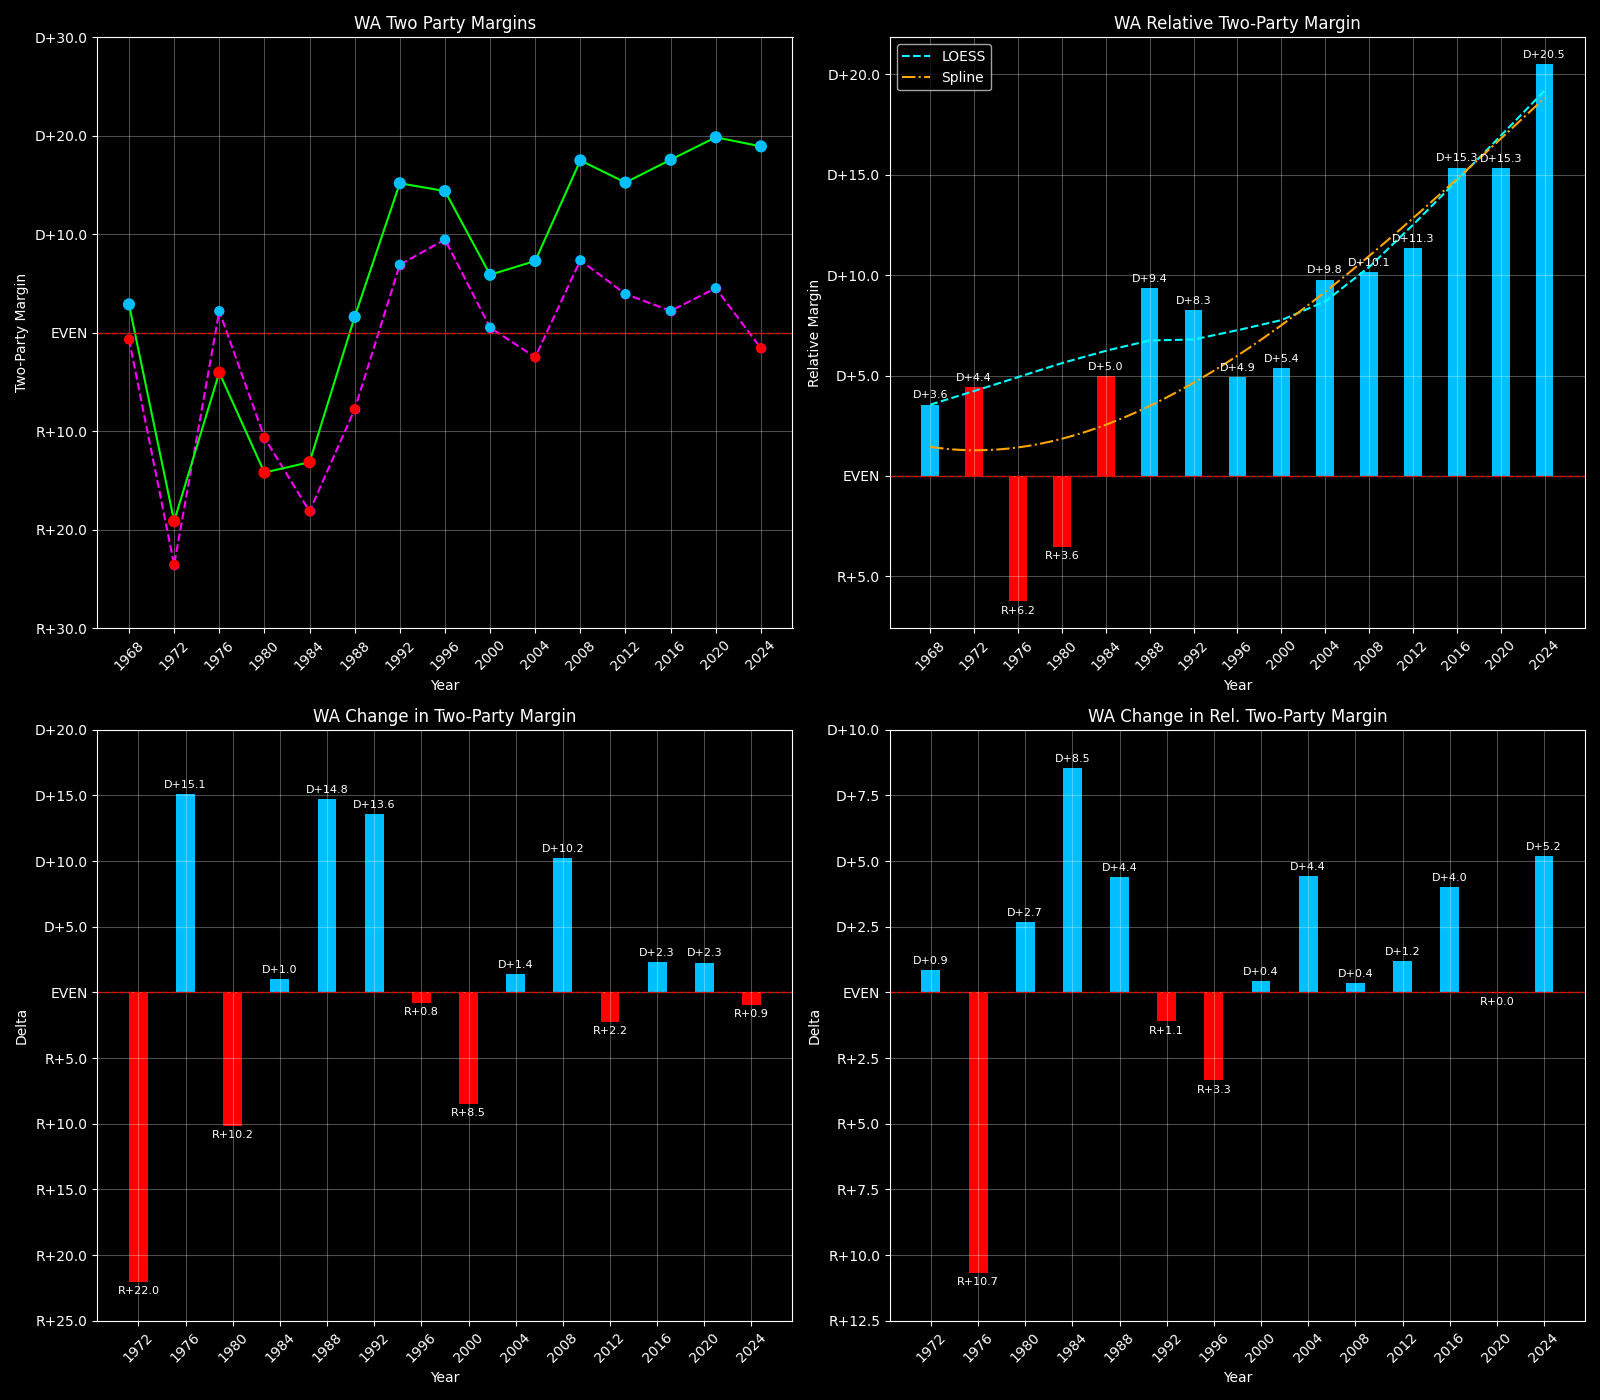 WA Two Party Margins
D+30.0
D+20.0
D+10.0
EVEN
R+10.0
R+20.0
R+30.0
Two-Party Margin
1968 1972 1976 1980 1984 1988 1992 1996 2000 2004 2008 2012 2016 2020 2024
Year
WA Relative Two-Party Margin
LOESS
Spline
D+20.0
D+15.0
D+10.0
D+5.0
EVEN
R+5.0
Relative Margin
D+3.6 D+4.4 R+6.2 R+3.6 D+5.0 D+9.4 D+8.3 D+4.9 D+5.4 D+9.8 D+10.1 D+11.3 D+15.3 D+15.3 D+20.5
1968 1972 1976 1980 1984 1988 1992 1996 2000 2004 2008 2012 2016 2020 2024
Year
WA Change in Two-Party Margin
D+20.0
D+15.0
D+10.0
D+5.0
EVEN
R+5.0
R+10.0
R+15.0
R+20.0
R+25.0
Delta
R+22.0 D+15.1 R+10.2 D+1.0 D+14.8 D+13.6 R+0.8 R+8.5 D+1.4 D+10.2 R+2.2 D+2.3 D+2.3 R+0.9
1972 1976 1980 1984 1988 1992 1996 2000 2004 2008 2012 2016 2020 2024
Year
WA Change in Rel. Two-Party Margin
D+10.0
D+7.5
D+5.0
D+2.5
EVEN
R+2.5
R+5.0
R+7.5
R+10.0
R+12.5
Delta
D+0.9 R+10.7 D+2.7 D+8.5 D+4.4 R+1.1 R+3.3 D+0.4 D+4.4 D+0.4 D+1.2 D+4.0 R+0.0 D+5.2
1972 1976 1980 1984 1988 1992 1996 2000 2004 2008 2012 2016 2020 2024
Year